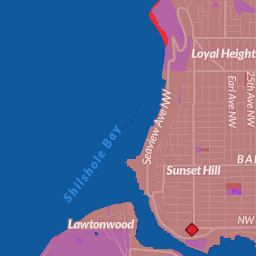 Loyal Heights
Earl Ave NW
25th Ave NW
Seaview Ave NW
Shilshole Bay
BA
Sunset Hill
Lawtonwood
NW